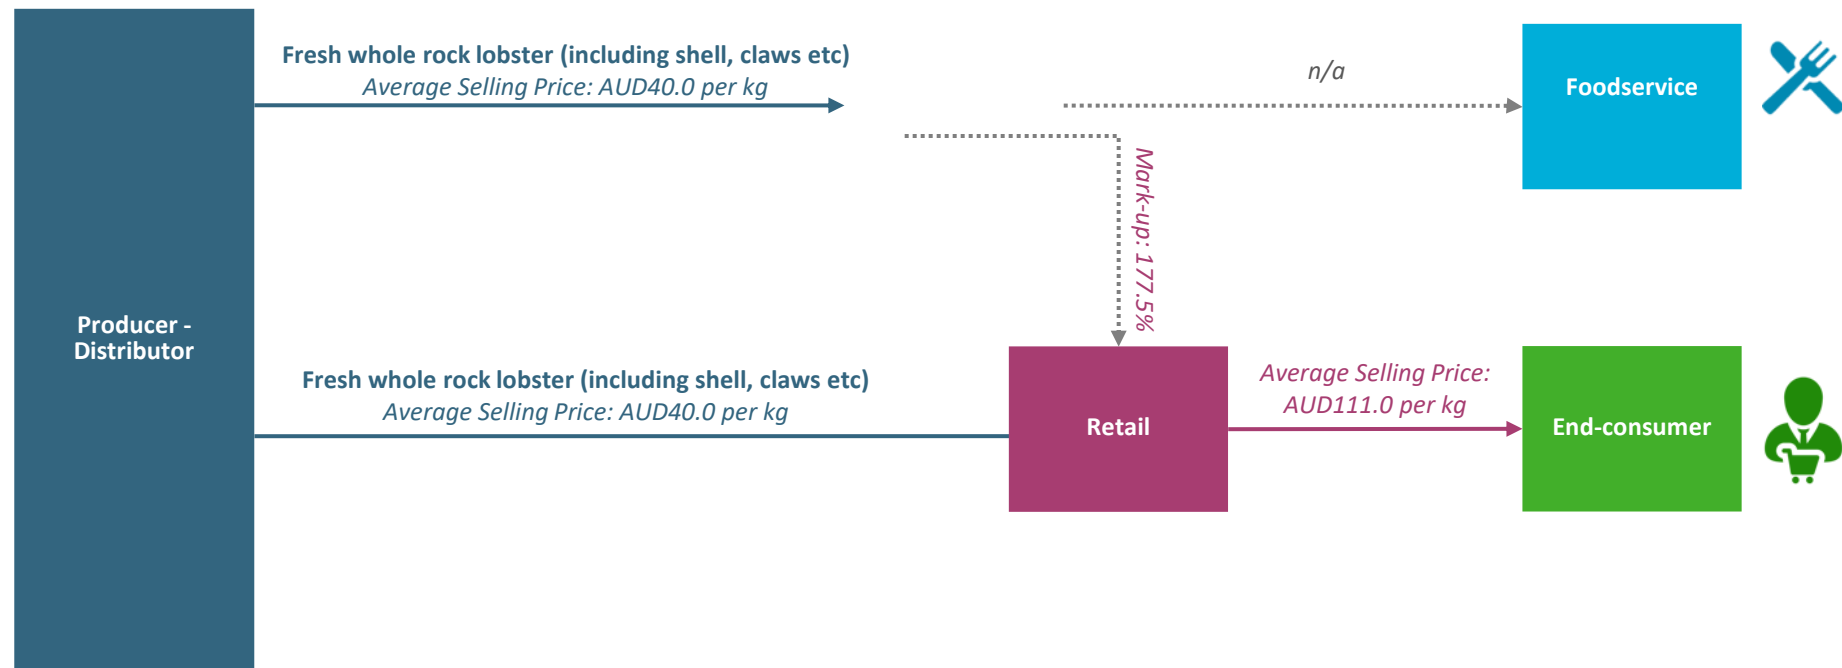 Fresh whole rock lobster (including shell, claws etc)
Average Selling Price: AUD40.0 per kg
n/a
Foodservice
Mark-up: 177.5%
Producer -
Distributor
Fresh whole rock lobster (including shell, claws etc)
Average Selling Price: AUD40.0 per kg
Retail
Average Selling Price:
AUD111.0 per kg
End-consumer